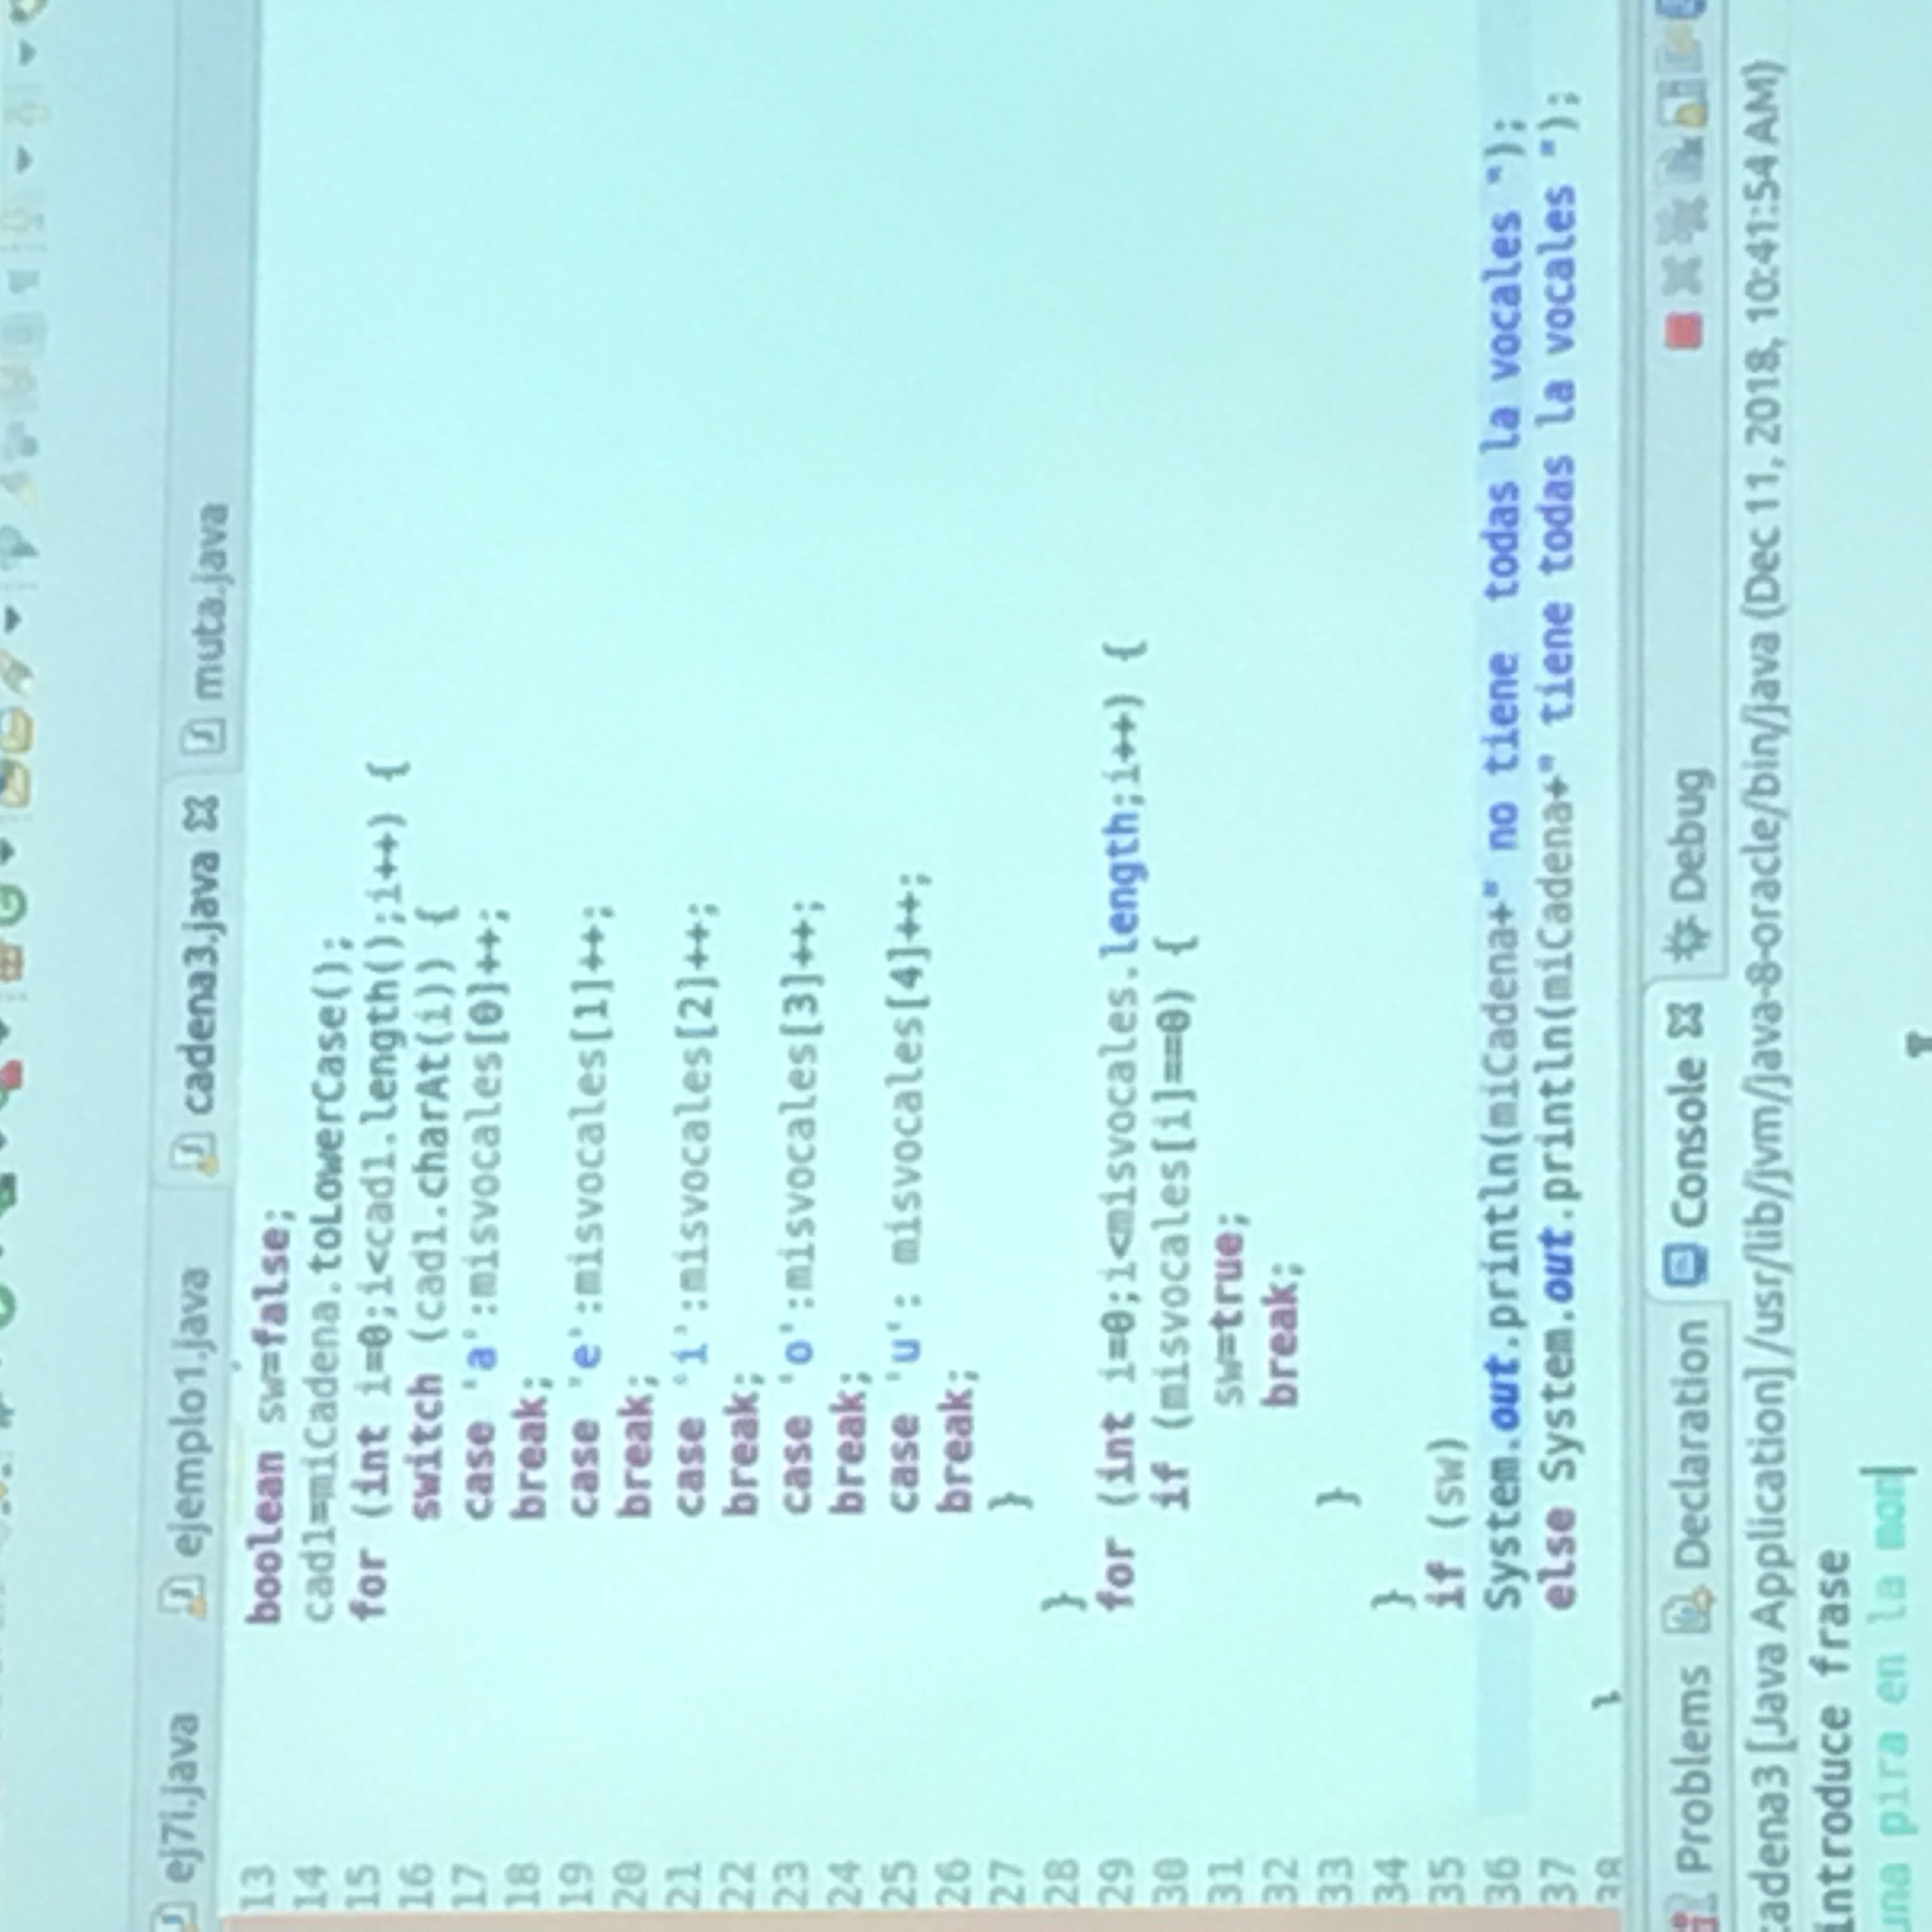 ej7i.java ejemplo1.java cadena3.java muta.java
13 boolean sw=false;
14 cad1=miCadena.toLowerCase();
15 for (int i=0;i<cad1.length();i++) {
16 switch (cad1.charAt(i)) {
17 case 'a':misvocales[0]++;
18 break;
19 case 'e':misvocales[1]++;
20 break;
21 case 'i':misvocales[2]++;
22 break;
23 case 'o':misvocales[3]++;
24 break;
25 case 'u': misvocales[4]++;
26 break;
27 }
28 }
29 for (int i=0;i<misvocales.length;i++) {
30 if (misvocales[i]==0) {
31 sw=true;
32 break;
33 }
34 }
35 if (sw)
36 System.out.println(miCadena+" no tiene  todas la vocales ");
37 else System.out.println(miCadena+" tiene todas la vocales ");
38 }
Problems Declaration Console Debug
cadena3 [Java Application] /usr/lib/jvm/java-8-oracle/bin/java (Dec 11, 2018, 10:41:54 AM)
introduce frase
una pira en la mon